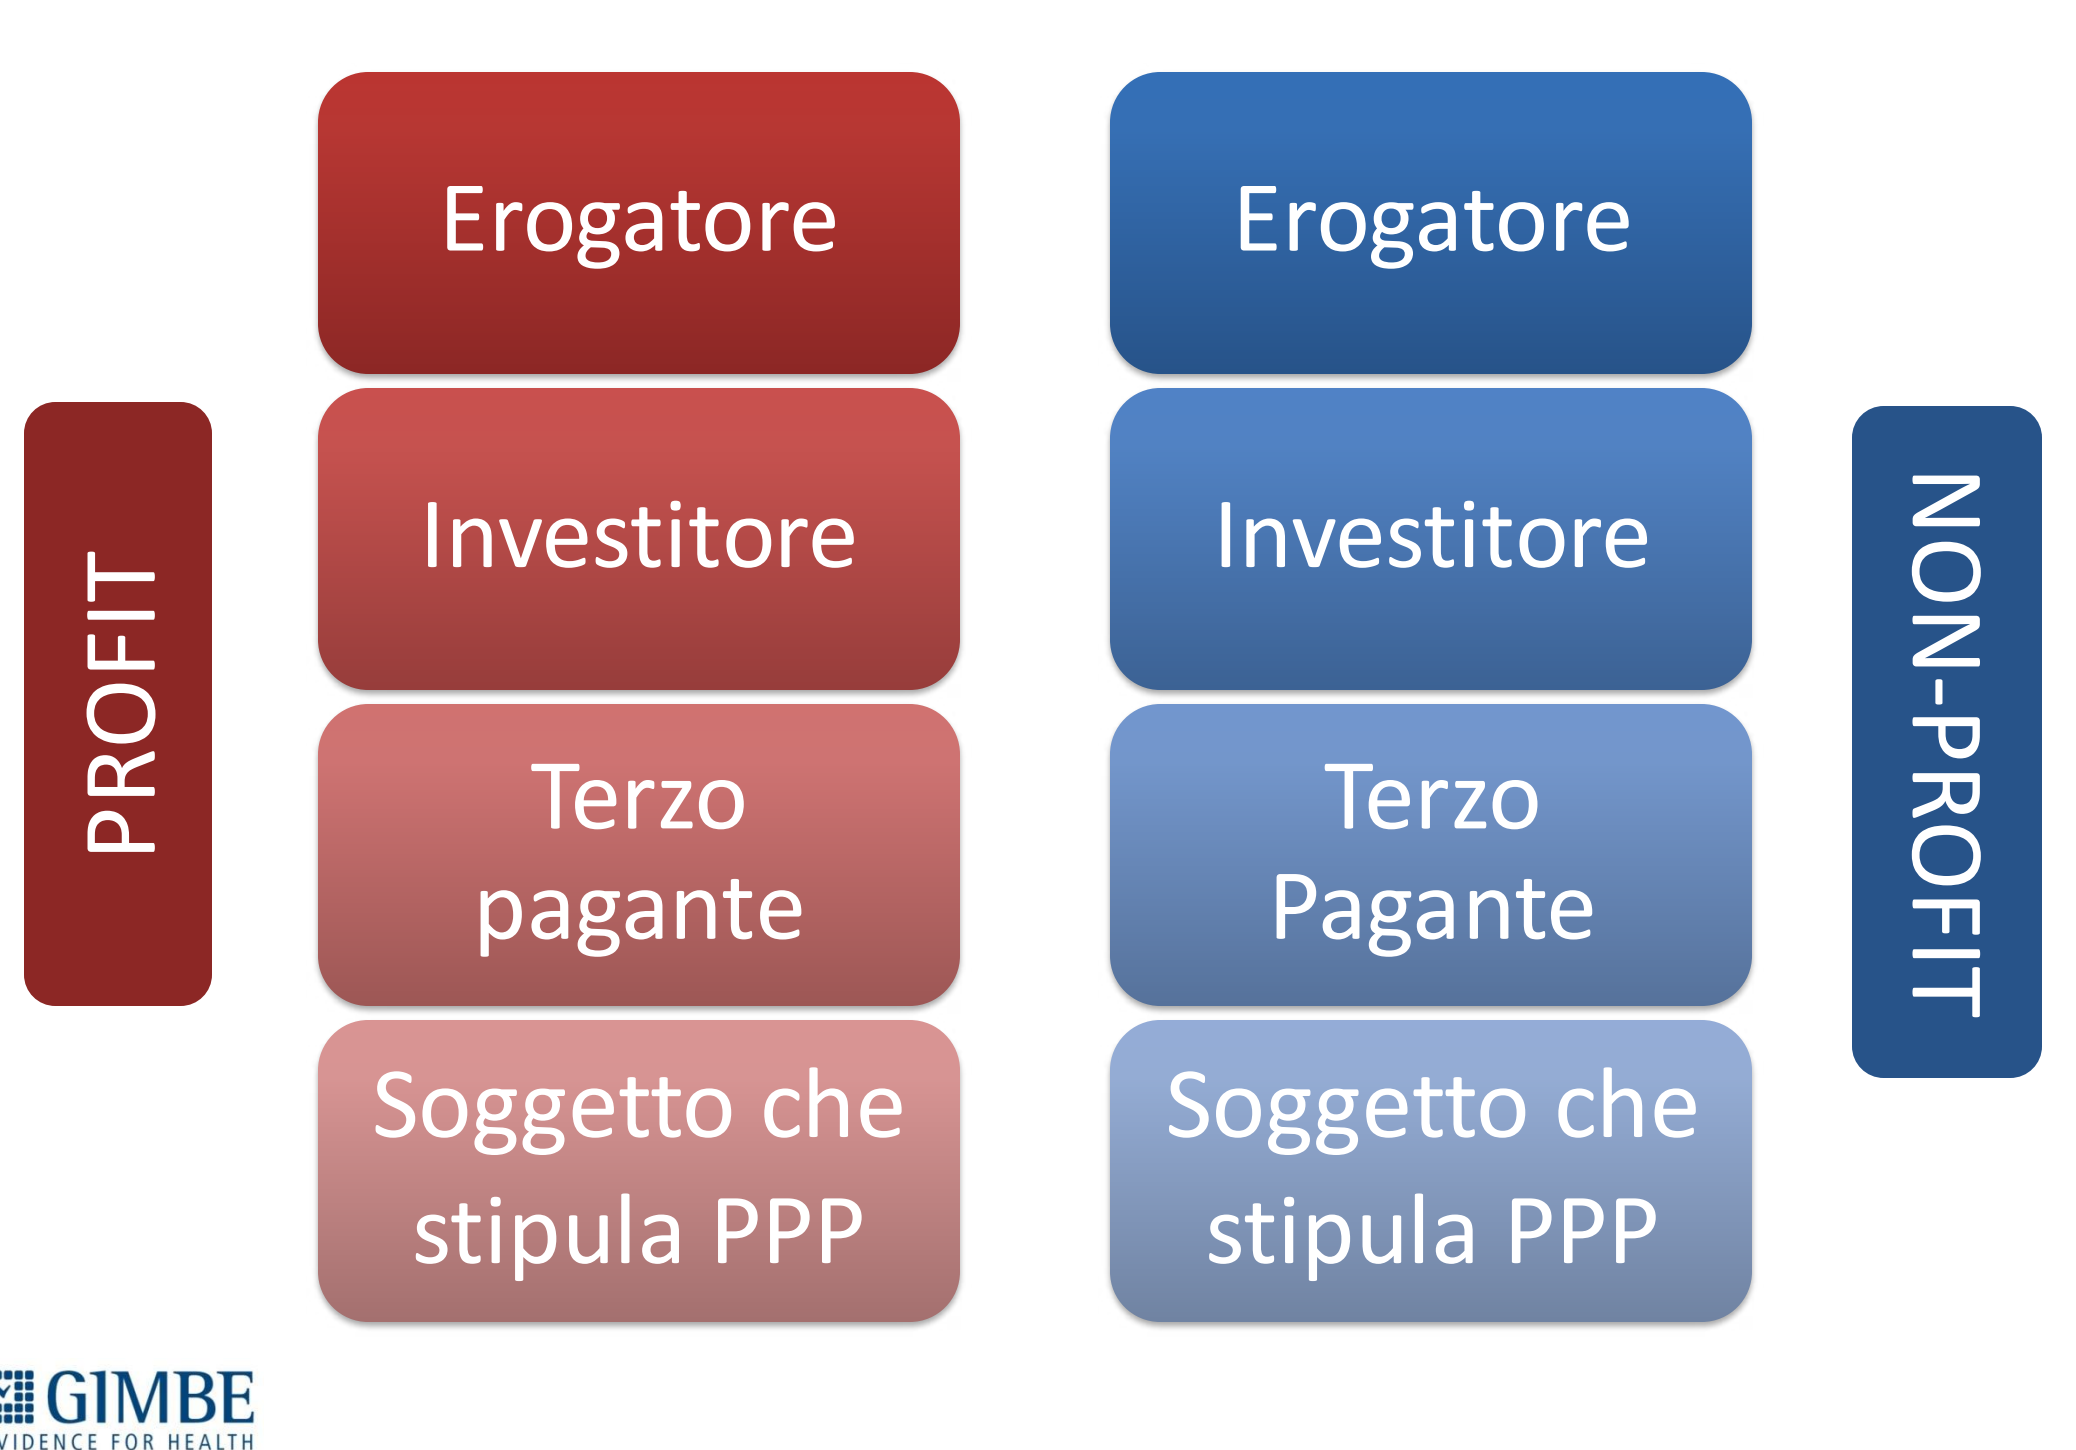 PROFIT
Erogatore
Investitore
Terzo
pagante
Soggetto che
stipula PPP
Erogatore
Investitore
Terzo
Pagante
Soggetto che
stipula PPP
NON-PROFIT
GIMBE
VIDENCE FOR HEALTH